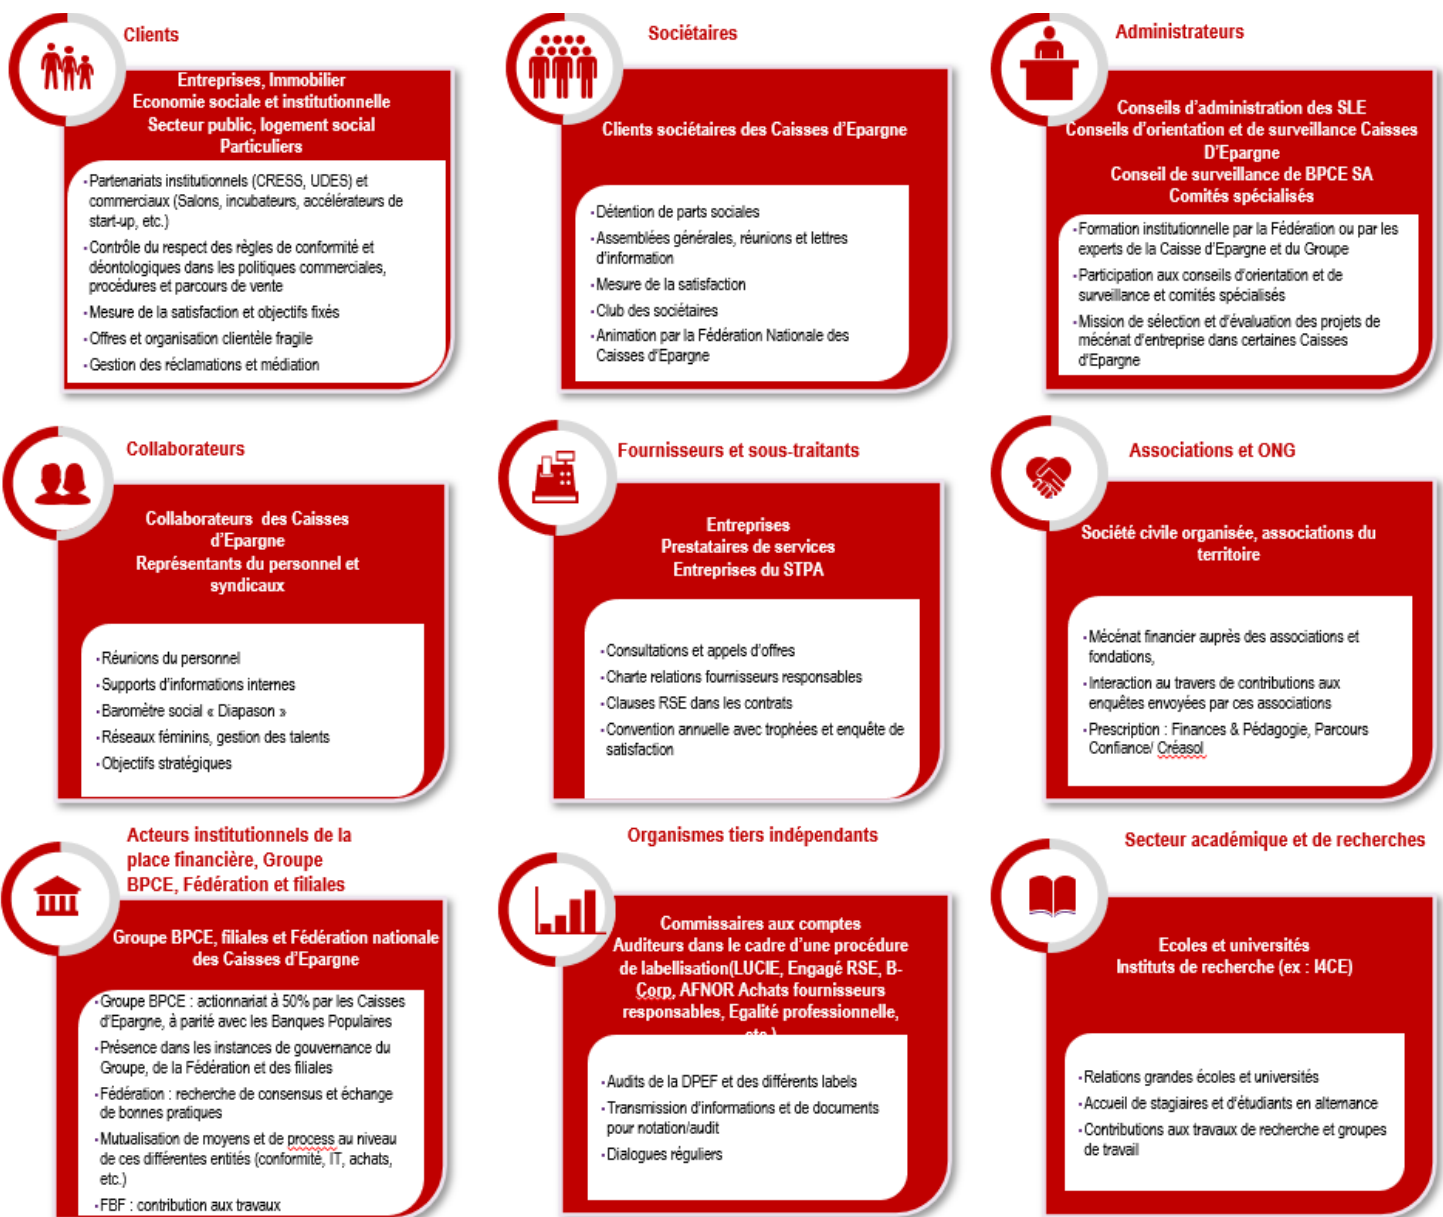 Clients
Entreprises, Immobilier
Economie sociale et institutionnelle
Secteur public, logement social
Particuliers
-Partenariats institutionnels (CRESS, UDES) et
commerciaux (Salons, incubateurs, accélérateurs de
start-up, etc.)
-Contrôle du respect des règles de conformité et
déontologiques dans les politiques commerciales,
procédures et parcours de vente
-Mesure de la satisfaction et objectifs fixés
-Offres et organisation clientèle fragile
-Gestion des réclamations et médiation
Sociétaires
Clients sociétaires des Caisses d'Epargne
-Détention de parts sociales
-Assemblées générales, réunions et lettres
d'information
-Mesure de la satisfaction
-Club des sociétaires
-Animation par la Fédération Nationale des
Caisses d'Epargne
Administrateurs
Conseils d'administration des SLE
Conseils d'orientation et de surveillance Caisses
D'Epargne
Conseil de surveillance de BPCE SA
Comités spécialisés
-Formation institutionnelle par la Fédération ou par les
experts de la Caisse d'Epargne et du Groupe
-Participation aux conseils d'orientation et de
surveillance et comités spécialisés
-Mission de sélection et d'évaluation des projets de
mécénat d'entreprise dans certaines Caisses
d'Epargne
Collaborateurs
Collaborateurs des Caisses
d'Epargne
Représentants du personnel et
syndicaux
-Réunions du personnel
-Supports d'informations internes
-Baromètre social « Diapason »
-Réseaux féminins, gestion des talents
-Objectifs stratégiques
Fournisseurs et sous-traitants
Entreprises
Prestataires de services
Entreprises du STPA
-Consultations et appels d'offres
-Charte relations fournisseurs responsables
-Clauses RSE dans les contrats
-Convention annuelle avec trophées et enquête de
satisfaction
Associations et ONG
Société civile organisée, associations du
territoire
-Mécénat financier auprès des associations et
fondations,
-Interaction au travers de contributions aux
enquêtes envoyées par ces associations
-Prescription : Finances & Pédagogie, Parcours
Confiance/ Créasol
Acteurs institutionnels de la
place financière, Groupe
BPCE, Fédération et filiales
Groupe BPCE, filiales et Fédération nationale
des Caisses d'Epargne
-Groupe BPCE : actionnariat à 50% par les Caisses
d'Epargne, à parité avec les Banques Populaires
-Présence dans les instances de gouvernance du
Groupe, de la Fédération et des filiales
-Fédération : recherche de consensus et échange
de bonnes pratiques
-Mutualisation de moyens et de process au niveau
de ces différentes entités (conformité, IT, achats,
etc.)
-FBF : contribution aux travaux
Organismes tiers indépendants
Commissaires aux comptes
Auditeurs dans le cadre d'une procédure
de labellisation(LUCIE, Engagé RSE, B-
Corp, AFNOR Achats fournisseurs
responsables, Egalité professionnelle,
etc.)
-Audits de la DPEF et des différents labels
-Transmission d'informations et de documents
pour notation/audit
-Dialogues réguliers
Secteur académique et de recherches
Ecoles et universités
Instituts de recherche (ex : I4CE)
-Relations grandes écoles et universités
-Accueil de stagiaires et d'étudiants en alternance
-Contributions aux travaux de recherche et groupes
de travail